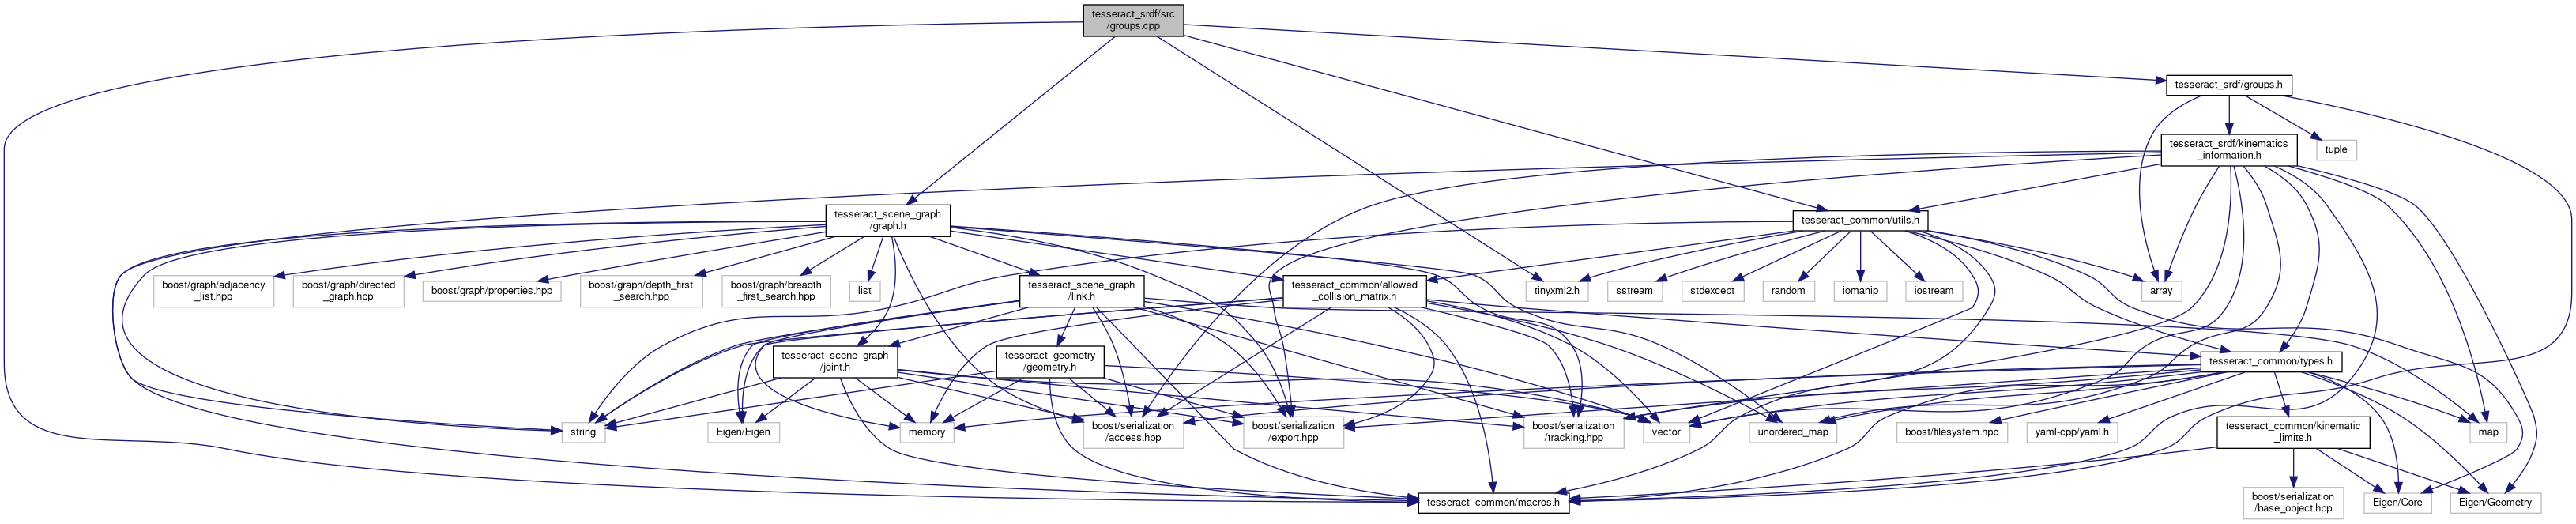 tesseract_srdf/src
/groups.cpp
tesseract_srdf/groups.h
tesseract_srdf/kinematics
_information.h
tuple
tesseract_scene_graph
/graph.h
tesseract_common/utils.h
boost/graph/adjacency
_list.hpp
boost/graph/directed
_graph.hpp
boost/graph/properties.hpp
boost/graph/depth_first
_search.hpp
boost/graph/breadth
_first_search.hpp
list
tesseract_scene_graph
/link.h
tesseract_common/allowed
_collision_matrix.h
tinyxml2.h
sstream
stdexcept
random
iomanip
iostream
array
tesseract_scene_graph
/joint.h
tesseract_geometry
/geometry.h
tesseract_common/types.h
string
Eigen/Eigen
memory
boost/serialization
/access.hpp
boost/serialization
/export.hpp
boost/serialization
/tracking.hpp
vector
unordered_map
boost/filesystem.hpp
yaml-cpp/yaml.h
tesseract_common/kinematic
_limits.h
map
tesseract_common/macros.h
boost/serialization
/base_object.hpp
Eigen/Core
Eigen/Geometry